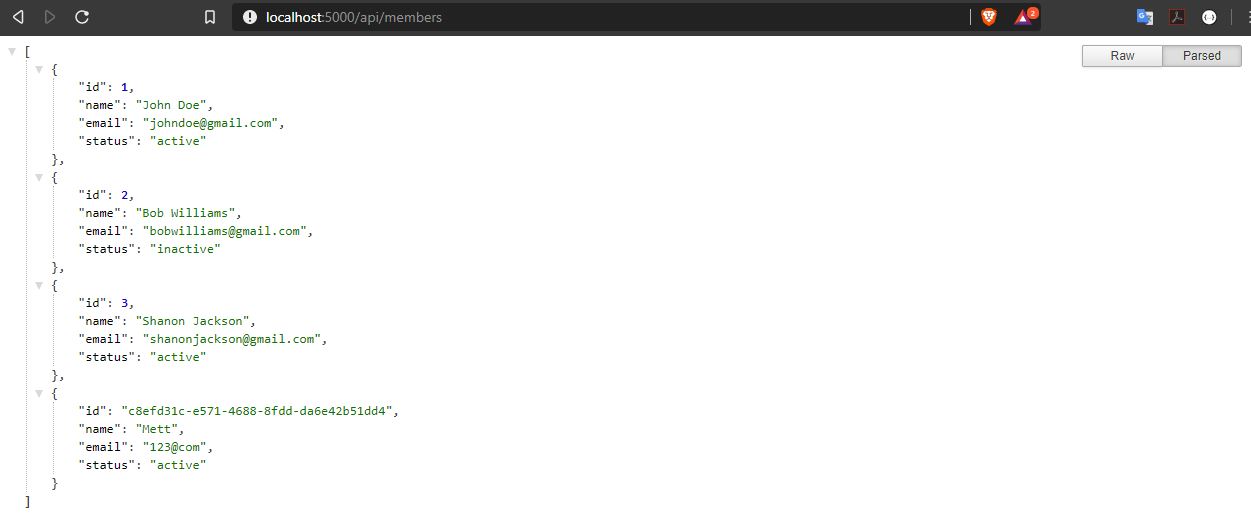 localhost:5000/api/members
2
Raw Parsed
[
{
"id": 1,
"name": "John Doe",
"email": "johndoe@gmail.com",
"status": "active"
},
{
"id": 2,
"name": "Bob Williams",
"email": "bobwilliams@gmail.com",
"status": "inactive"
},
{
"id": 3,
"name": "Shanon Jackson",
"email": "shanonjackson@gmail.com",
"status": "active"
},
{
"id": "c8efd31c-e571-4688-8fdd-da6e42b51dd4",
"name": "Mett",
"email": "123@com",
"status": "active"
}
]